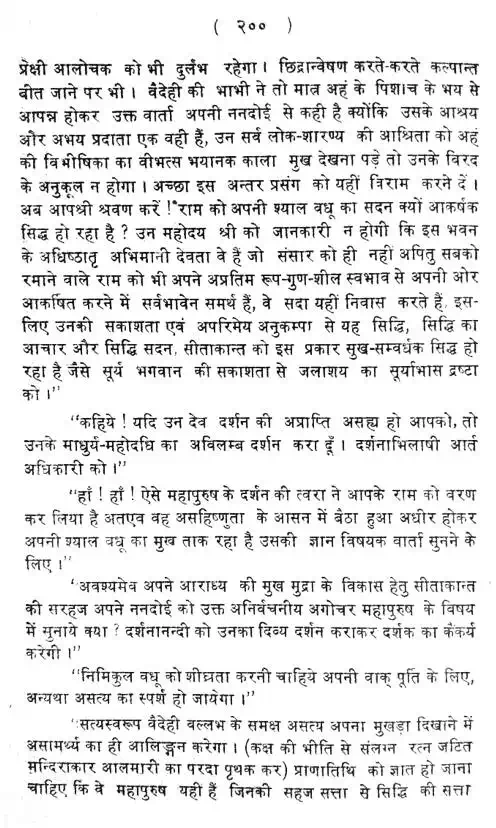 ( २०० )
प्रेक्षी आलोचक को भी दुर्लभ रहेगा। छिद्रान्वेषण करते-करते कल्पान्त
बीत जाने पर भी। वैदेही की भाभी ने तो मात्र अहं के पिशाच के भय से
आपन्न होकर उक्त वार्ता अपनी ननदोई से कही है क्योंकि उसके आश्रय
और अभय प्रदाता एक वही हैं, उन सर्व लोक-शारण्य की आश्रिता को अहं
की विभीषिका का वीभत्स भयानक काला मुख देखना पड़े तो उनके विरद
के अनुकूल न होगा। अच्छा इस अन्तर प्रसंग को यहीं विराम करने दें।
अब आपश्री श्रवण करें ! राम को अपनी श्याल वधू का सदन क्यों आकर्षक
सिद्ध हो रहा है ? उन महोदय श्री को जानकारी न होगी कि इस भवन
के अधिष्ठातृ अभिमानी देवता वे हैं जो संसार को ही नहीं अपितु सबको
रमाने वाले राम को भी अपने अप्रतिम रूप-गुण-शील स्वभाव से अपनी ओर
आकर्षित करने में सर्वभावेन समर्थ हैं, वे सदा यहीं निवास करते हैं, इस-
लिए उनकी सकाशता एवं अपरिमेय अनुकम्पा से यह सिद्धि, सिद्धि का
आचार और सिद्धि सदन, सीताकान्त को इस प्रकार सुख-सम्वर्धक सिद्ध हो
रहा है जैसे सूर्य भगवान की सकाशता से जलाशय का सूर्याभास द्रष्टा
को।"
"कहिये ! यदि उन देव दर्शन की अप्राप्ति असह्य हो आपको, तो
उनके माधुर्य-महोदधि का अविलम्ब दर्शन करा दूँ। दर्शनाभिलाषी आर्त
अधिकारी को।"
"हाँ ! हाँ ! ऐसे महापुरुष के दर्शन की त्वरा ने आपके राम को वरण
कर लिया है अतएव वह असहिष्णुता के आसन में बैठा हुआ अधीर होकर
अपनी श्याल वधू का मुख ताक रहा है उसकी ज्ञान विषयक वार्ता सुनने के
लिए।"
"अवश्यमेव अपने आराध्य की मुख मुद्रा के विकास हेतु सीताकान्त
की सरहज अपने ननदोई को उक्त अनिर्वचनीय अगोचर महापुरुष के विषय
में सुनाये क्या ? दर्शनानन्दी को उनका दिव्य दर्शन कराकर दर्शक का कैंकर्य
करेगी।"
"निमिकुल वधू को शीघ्रता करनी चाहिये अपनी वाक् पूर्ति के लिए,
अन्यथा असत्य का स्पर्श हो जायेगा।"
"सत्यस्वरूप वैदेही वल्लभ के समक्ष असत्य अपना मुखड़ा दिखाने में
असामर्थ्य का ही आलिङ्गन करेगा। (कक्ष की भीति से संलग्न रत्न जटित
मन्दिराकार आलमारी का परदा पृथक कर) प्राणातिथि को ज्ञात हो जाना
चाहिए कि वे महापुरुष यही हैं जिनकी सहज सत्ता से सिद्धि की सत्ता